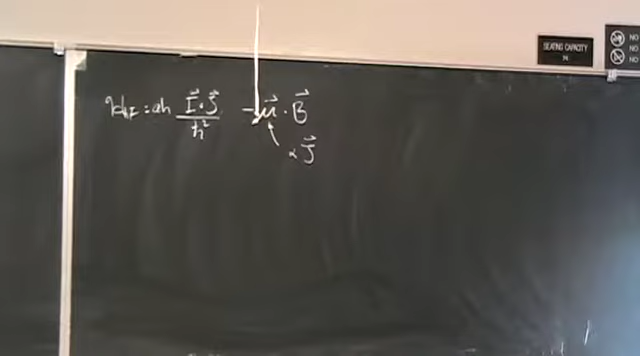 H_HF = ah I⃗·J⃗ / ħ² - μ⃗ · B⃗
∝ J⃗
SEATING CAPACITY
NO
NO
NO